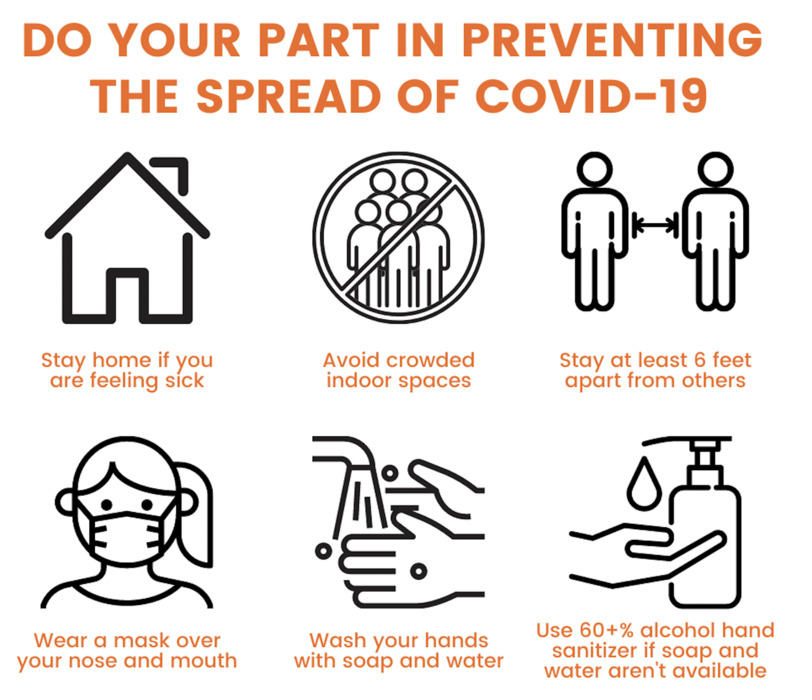 DO YOUR PART IN PREVENTING
THE SPREAD OF COVID-19
Stay home if you
are feeling sick
Avoid crowded
indoor spaces
Stay at least 6 feet
apart from others
Wear a mask over
your nose and mouth
Wash your hands
with soap and water
Use 60+% alcohol hand
sanitizer if soap and
water aren't available